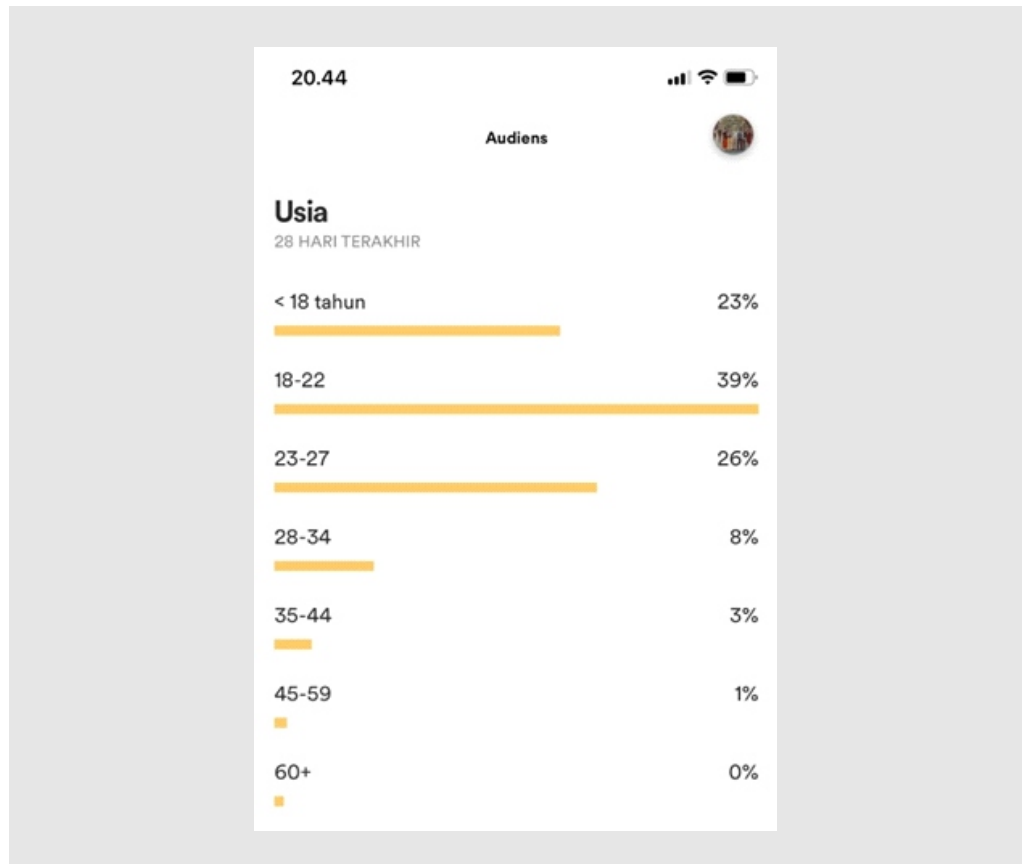 20.44
Audiens
Usia
28 HARI TERAKHIR
< 18 tahun 23%
18-22 39%
23-27 26%
28-34 8%
35-44 3%
45-59 1%
60+ 0%